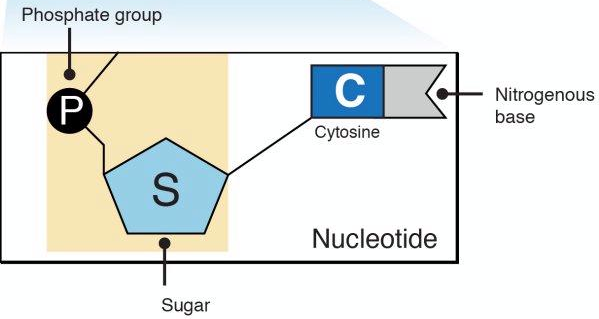 Phosphate group
P
C
Nitrogenous
base
Cytosine
S
Nucleotide
Sugar